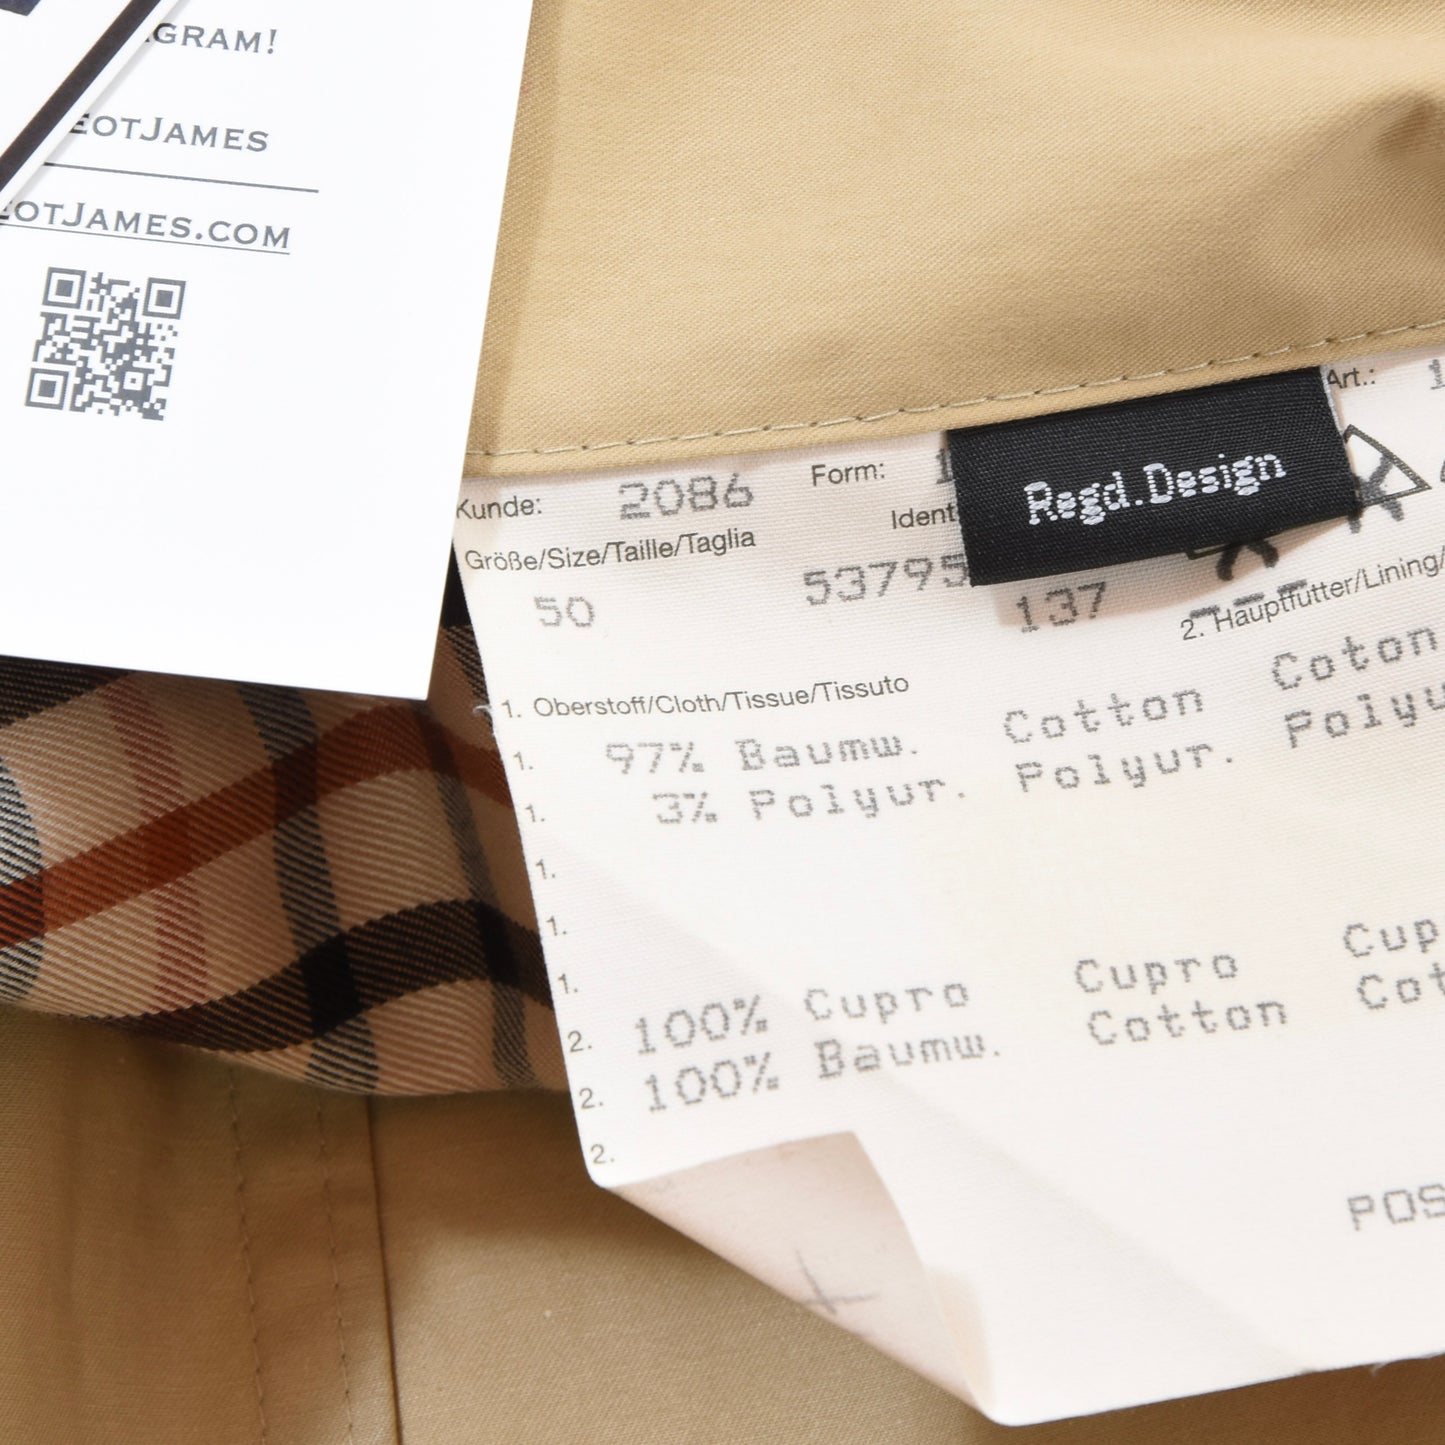 GRAM!
EOTJAMES
EOTJAMES.COM
Kunde: 2086 Form: Art.:
Regd.Design
Ident
Größe/Size/Taille/Taglia
50 53795 137
2. Hauptfutter/Lining/
1. Oberstoff/Cloth/Tissue/Tissuto
1. 97% Baumw. Cotton Coton
1. 3% Polyur. Polyur. Polyu
1.
1.
1.
2. 100% Cupro Cupro Cup
2. 100% Baumw. Cotton Cot
2.
POS